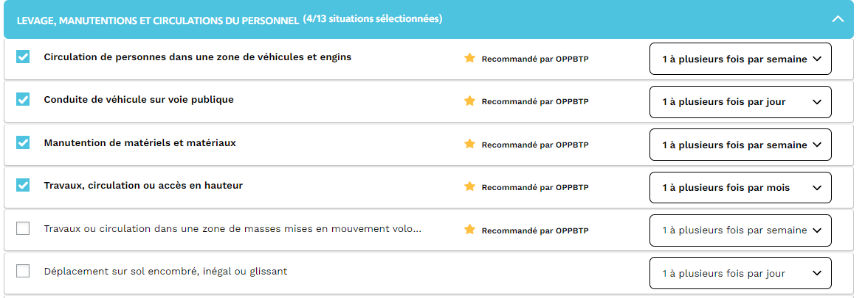 LEVAGE, MANUTENTIONS ET CIRCULATIONS DU PERSONNEL (4/13 situations sélectionnées)
Circulation de personnes dans une zone de véhicules et engins Recommandé par OPPBTP 1 à plusieurs fois par semaine
Conduite de véhicule sur voie publique Recommandé par OPPBTP 1 à plusieurs fois par jour
Manutention de matériels et matériaux Recommandé par OPPBTP 1 à plusieurs fois par semaine
Travaux, circulation ou accès en hauteur Recommandé par OPPBTP 1 à plusieurs fois par mois
Travaux ou circulation dans une zone de masses mises en mouvement volo... Recommandé par OPPBTP 1 à plusieurs fois par semaine
Déplacement sur sol encombré, inégal ou glissant 1 à plusieurs fois par jour